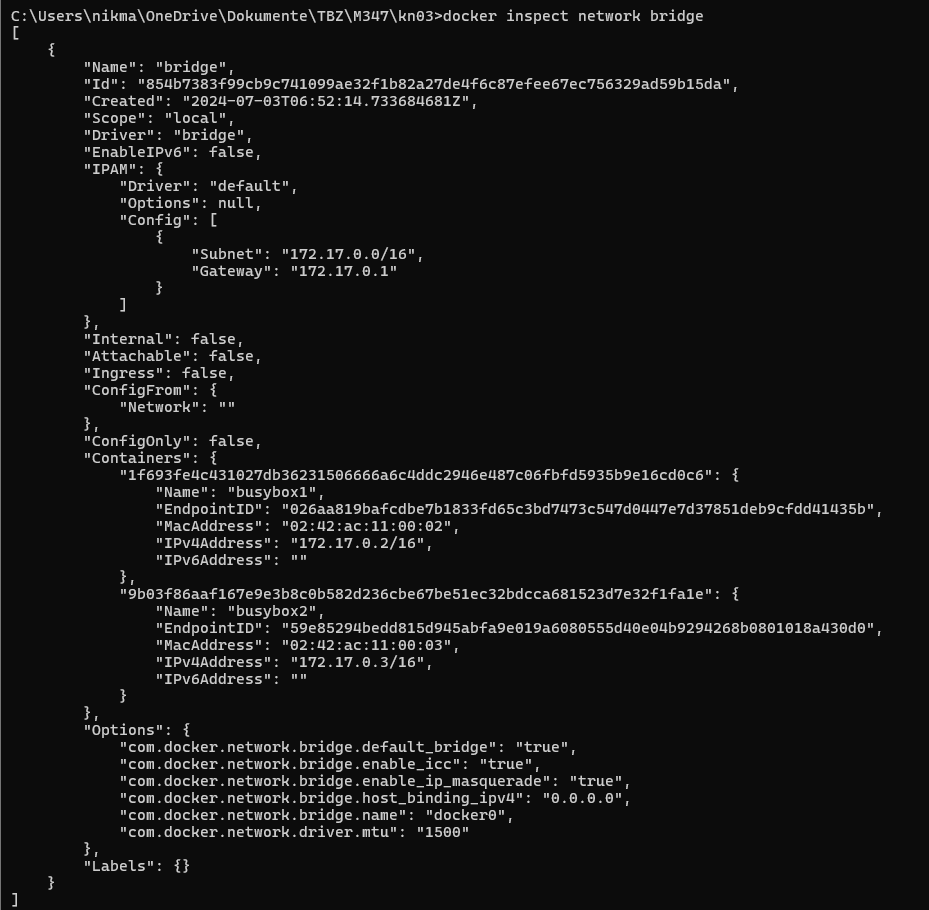 C:\Users\nikma\OneDrive\Dokumente\TBZ\M347\kn03>docker inspect network bridge
[
    {
        "Name": "bridge",
        "Id": "854b7383f99cb9c741099ae32f1b82a27de4f6c87efee67ec756329ad59b15da",
        "Created": "2024-07-03T06:52:14.733684681Z",
        "Scope": "local",
        "Driver": "bridge",
        "EnableIPv6": false,
        "IPAM": {
            "Driver": "default",
            "Options": null,
            "Config": [
                {
                    "Subnet": "172.17.0.0/16",
                    "Gateway": "172.17.0.1"
                }
            ]
        },
        "Internal": false,
        "Attachable": false,
        "Ingress": false,
        "ConfigFrom": {
            "Network": ""
        },
        "ConfigOnly": false,
        "Containers": {
            "1f693fe4c431027db36231506666a6c4ddc2946e487c06fbfd5935b9e16cd0c6": {
                "Name": "busybox1",
                "EndpointID": "026aa819bafcdbe7b1833fd65c3bd7473c547d0447e7d37851deb9cfdd41435b",
                "MacAddress": "02:42:ac:11:00:02",
                "IPv4Address": "172.17.0.2/16",
                "IPv6Address": ""
            },
            "9b03f86aaf167e9e3b8c0b582d236cbe67be51ec32bdcca681523d7e32f1fa1e": {
                "Name": "busybox2",
                "EndpointID": "59e85294bedd815d945abfa9e019a6080555d40e04b9294268b0801018a430d0",
                "MacAddress": "02:42:ac:11:00:03",
                "IPv4Address": "172.17.0.3/16",
                "IPv6Address": ""
            }
        },
        "Options": {
            "com.docker.network.bridge.default_bridge": "true",
            "com.docker.network.bridge.enable_icc": "true",
            "com.docker.network.bridge.enable_ip_masquerade": "true",
            "com.docker.network.bridge.host_binding_ipv4": "0.0.0.0",
            "com.docker.network.bridge.name": "docker0",
            "com.docker.network.driver.mtu": "1500"
        },
        "Labels": {}
    }
]